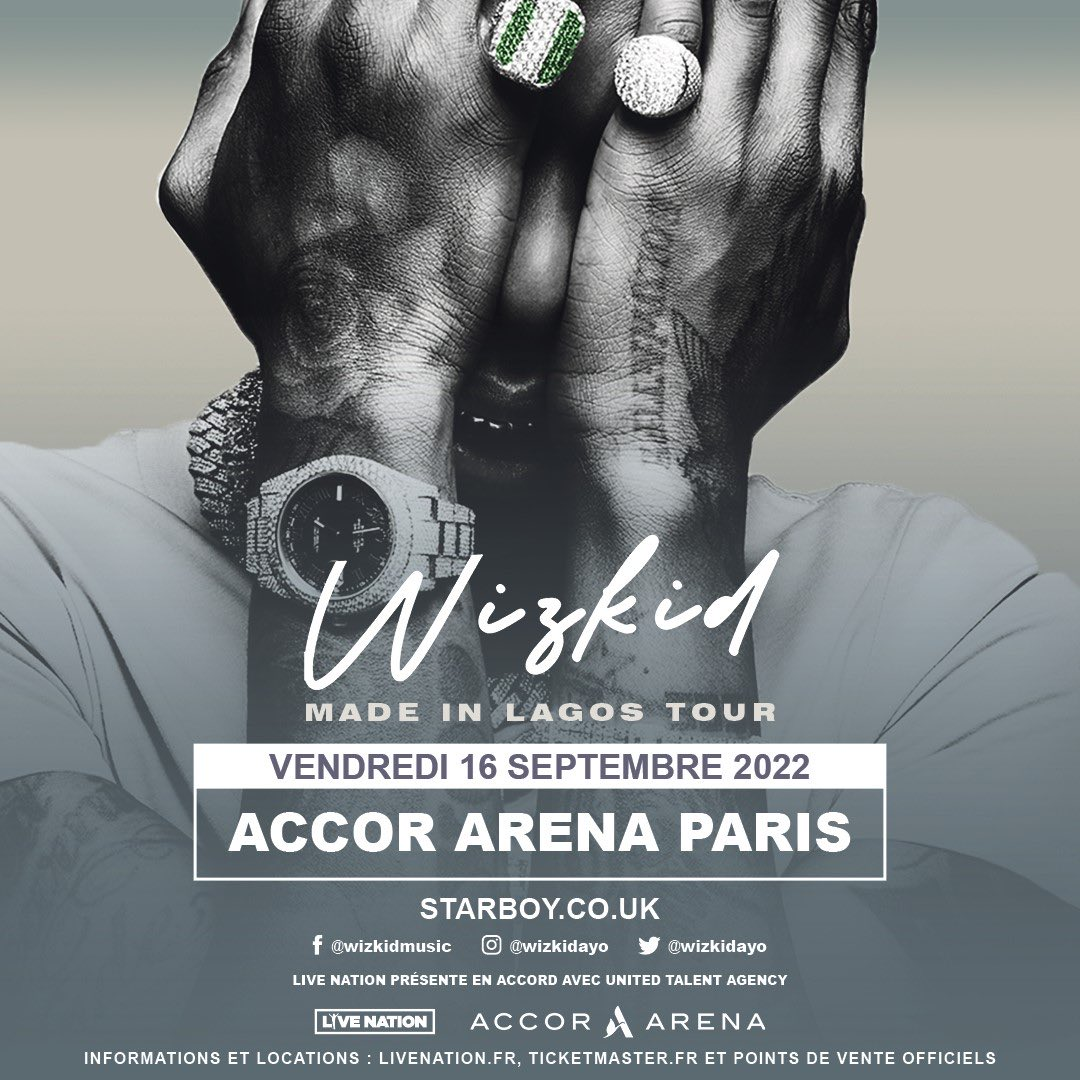 Wizkid
MADE IN LAGOS TOUR
VENDREDI 16 SEPTEMBRE 2022
ACCOR ARENA PARIS
STARBOY.CO.UK
@wizkidmusic @wizkidayo @wizkidayo
LIVE NATION PRÉSENTE EN ACCORD AVEC UNITED TALENT AGENCY
LIVE NATION ACCOR ARENA
INFORMATIONS ET LOCATIONS : LIVENATION.FR, TICKETMASTER.FR ET POINTS DE VENTE OFFICIELS